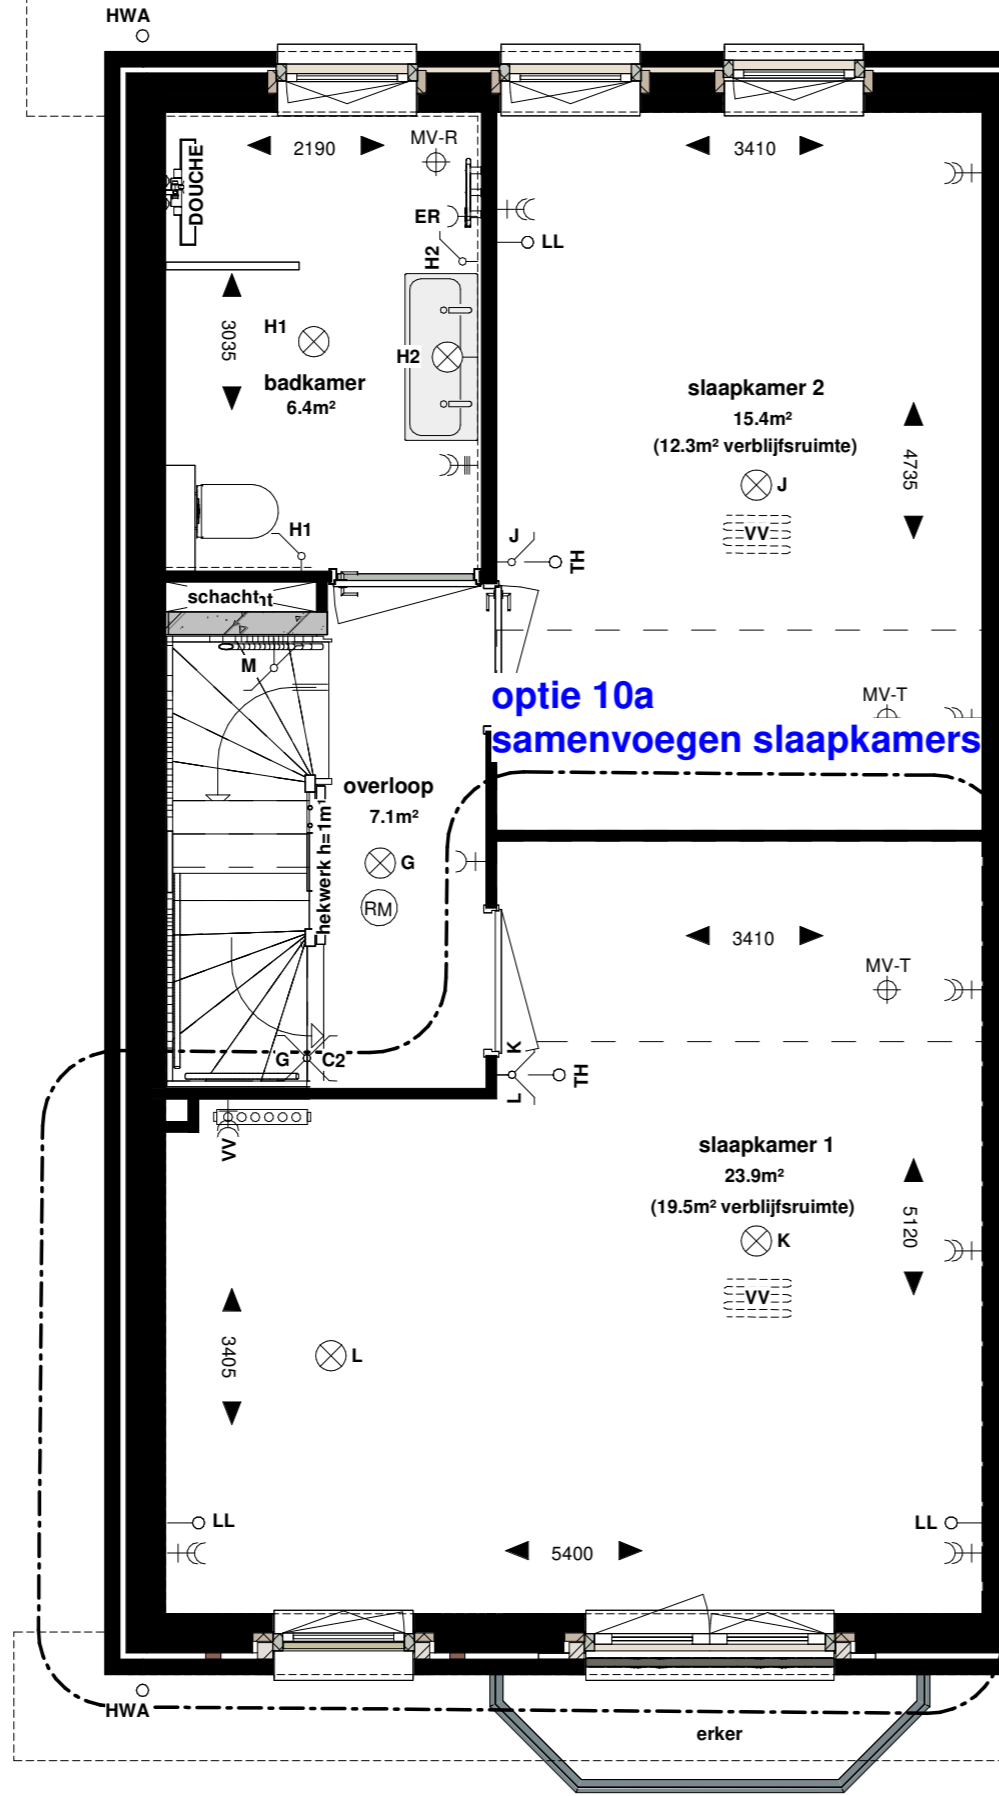 HWA
2190
MV-R
3410
DOUCHE
ER
H2
LL
3035
H1
H2
badkamer
6.4m²
slaapkamer 2
15.4m²
(12.3m² verblijfsruimte)
4735
J
VV
H1
J
TH
schacht
M
optie 10a
samenvoegen slaapkamers
MV-T
overloop
7.1m²
hekwerk h=1m¹
G
RM
3410
MV-T
K
L
TH
G
C2
VV
slaapkamer 1
23.9m²
(19.5m² verblijfsruimte)
5120
K
VV
3405
L
LL
LL
5400
HWA
erker